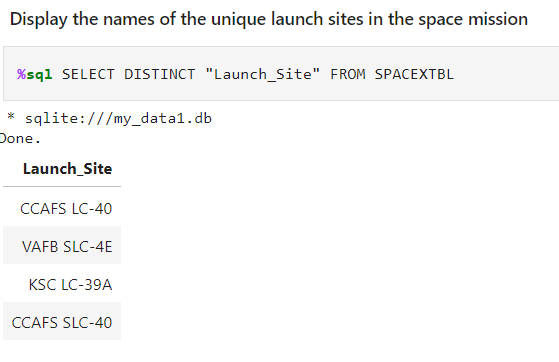 Display the names of the unique launch sites in the space mission
%sql SELECT DISTINCT "Launch_Site" FROM SPACEXTBL
* sqlite:///my_data1.db
Done.
Launch_Site
CCAFS LC-40
VAFB SLC-4E
KSC LC-39A
CCAFS SLC-40